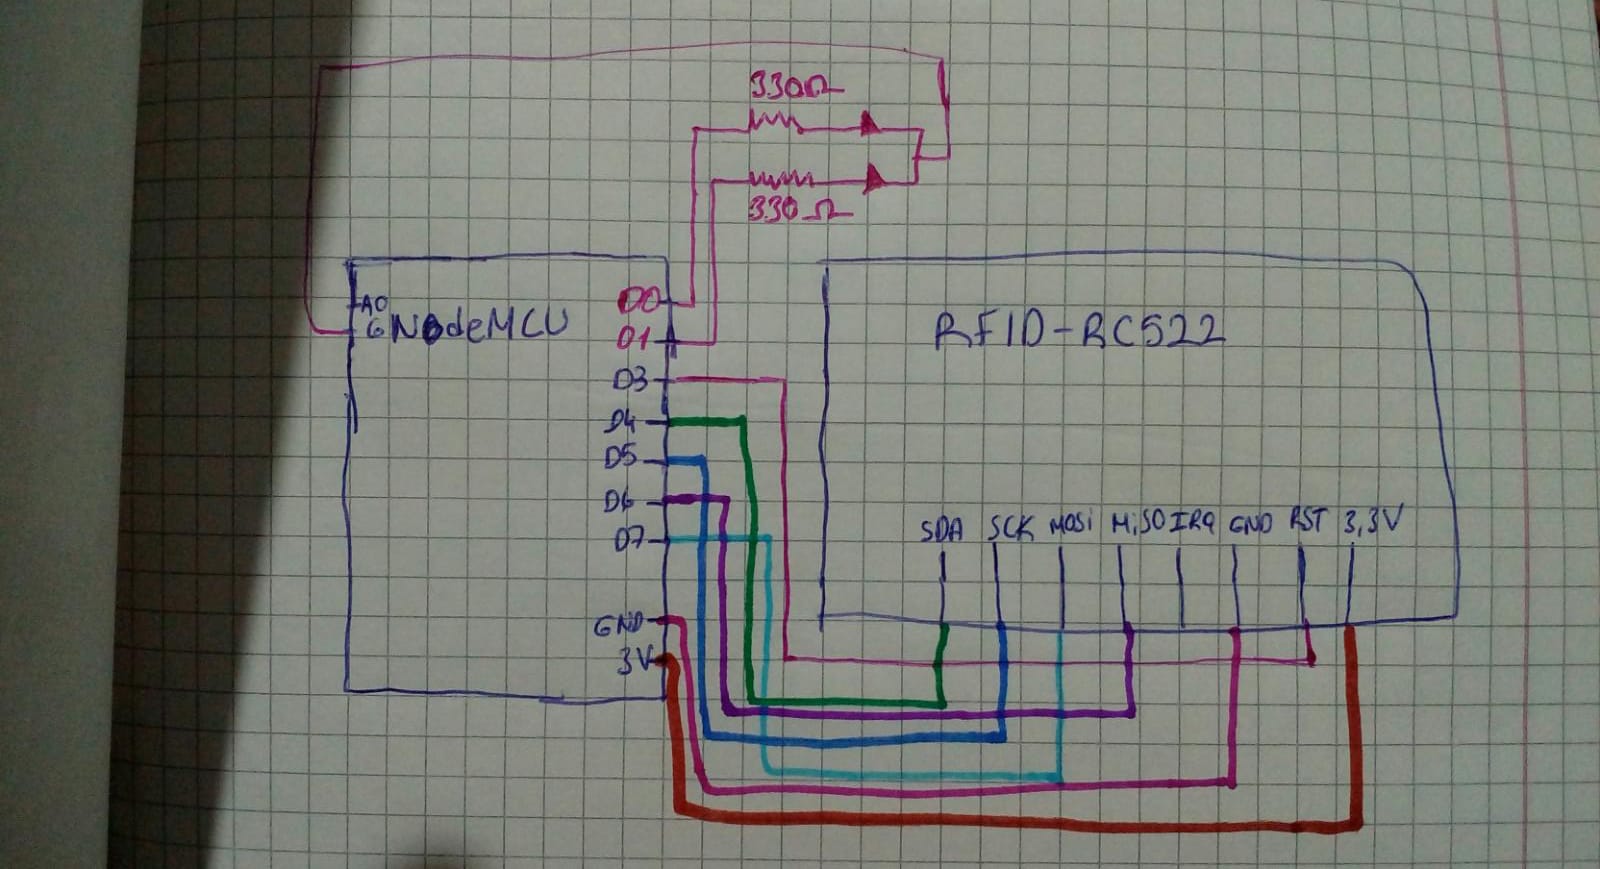 330Ω
330Ω
A0
G
NodeMCU
D0
D1
D3
D4
D5
D6
D7
GND
3V
RFID-RC522
SDA SCK MOSi MiSO IRQ GND RST 3,3V